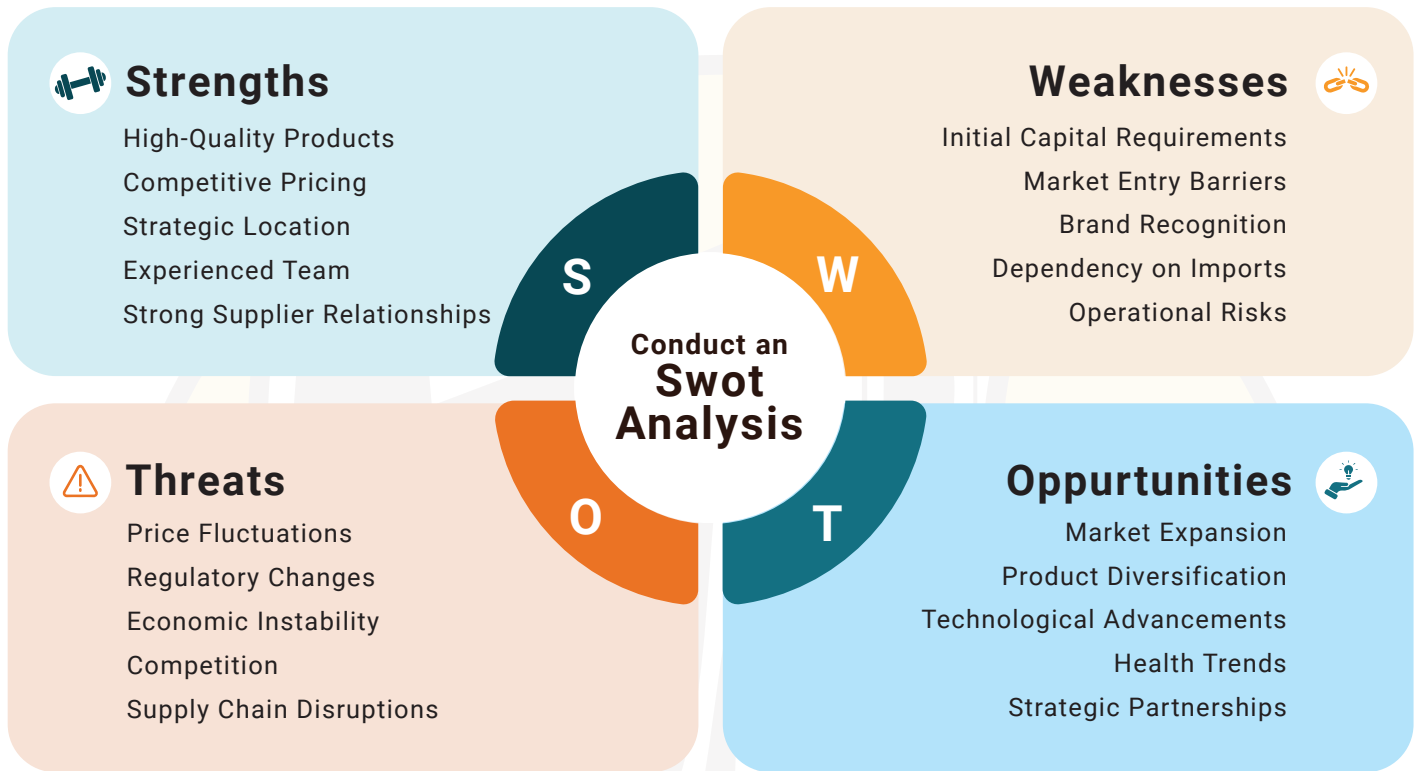 Strengths
High-Quality Products
Competitive Pricing
Strategic Location
Experienced Team
Strong Supplier Relationships
Weaknesses
Initial Capital Requirements
Market Entry Barriers
Brand Recognition
Dependency on Imports
Operational Risks
S
W
Conduct an
Swot
Analysis
O
T
Threats
Price Fluctuations
Regulatory Changes
Economic Instability
Competition
Supply Chain Disruptions
Oppurtunities
Market Expansion
Product Diversification
Technological Advancements
Health Trends
Strategic Partnerships